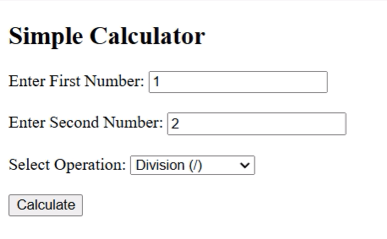 Simple Calculator
Enter First Number: 1
Enter Second Number: 2
Select Operation: Division (/)
Calculate